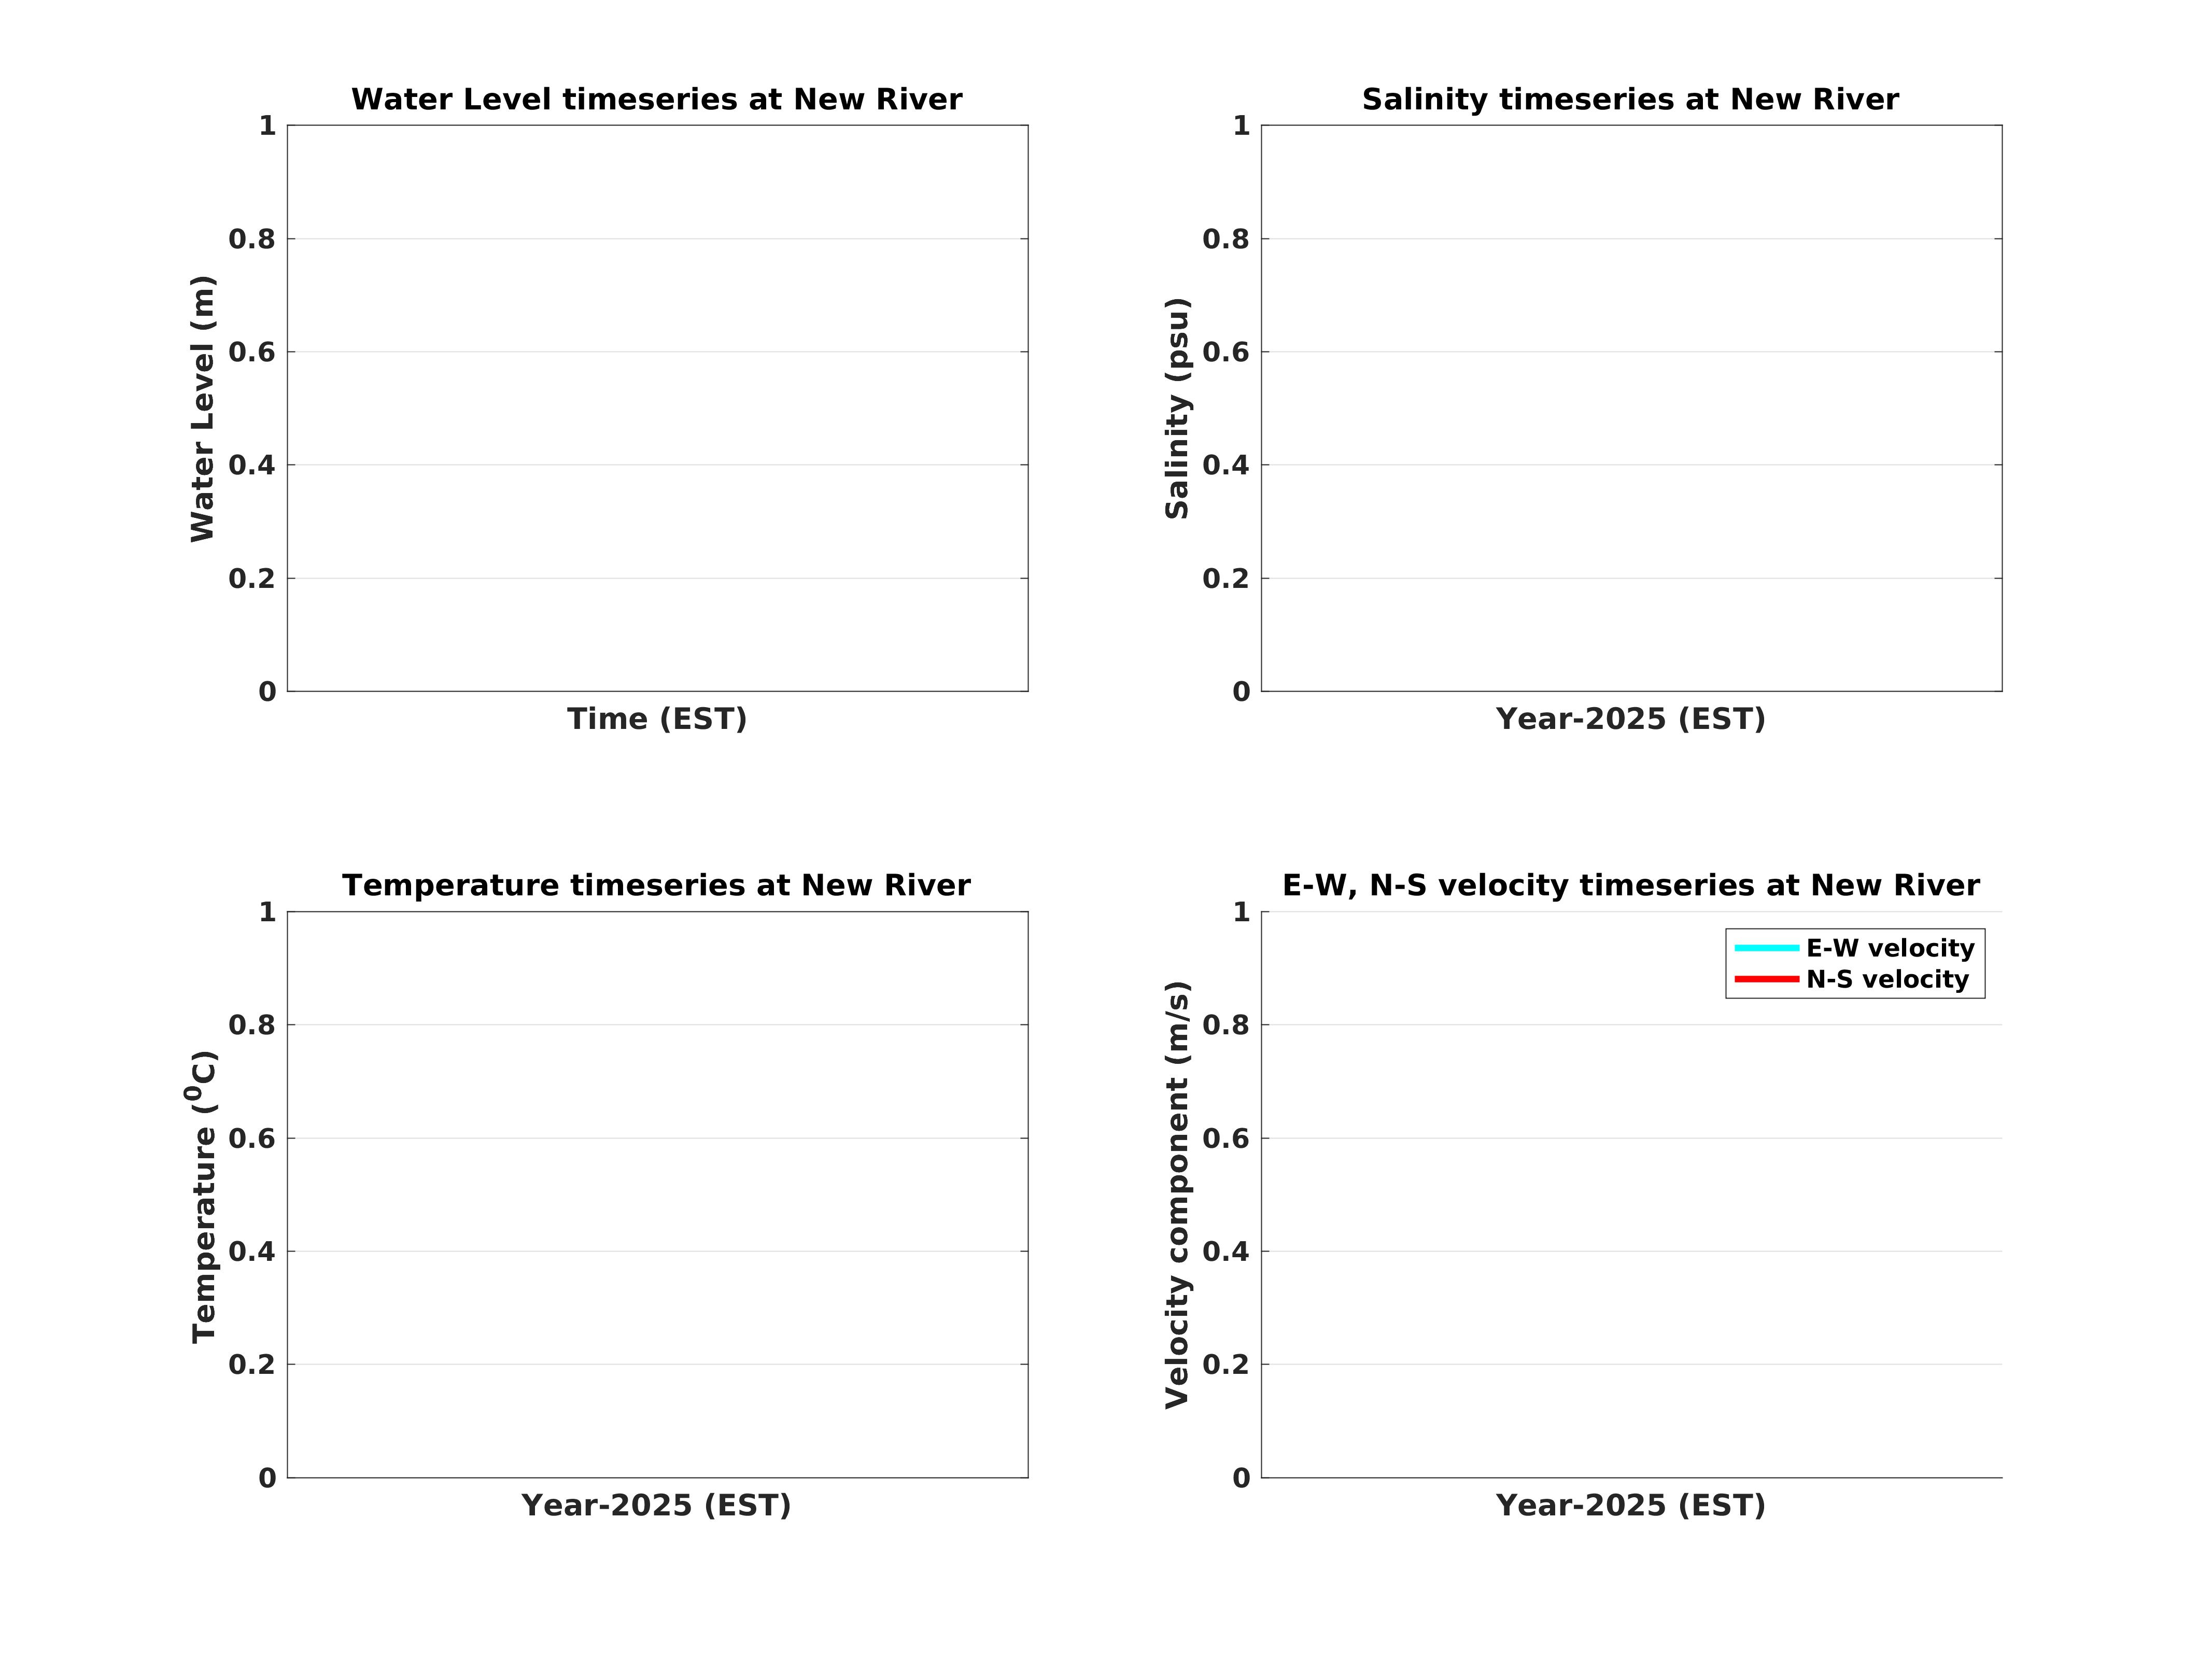 Water Level timeseries at New River
1
0.8
0.6
0.4
0.2
0
Water Level (m)
Time (EST)
Salinity timeseries at New River
1
0.8
0.6
0.4
0.2
0
Salinity (psu)
Year-2025 (EST)
Temperature timeseries at New River
1
0.8
0.6
0.4
0.2
0
Temperature (⁰C)
Year-2025 (EST)
E-W, N-S velocity timeseries at New River
1
0.8
0.6
0.4
0.2
0
Velocity component (m/s)
E-W velocity
N-S velocity
Year-2025 (EST)